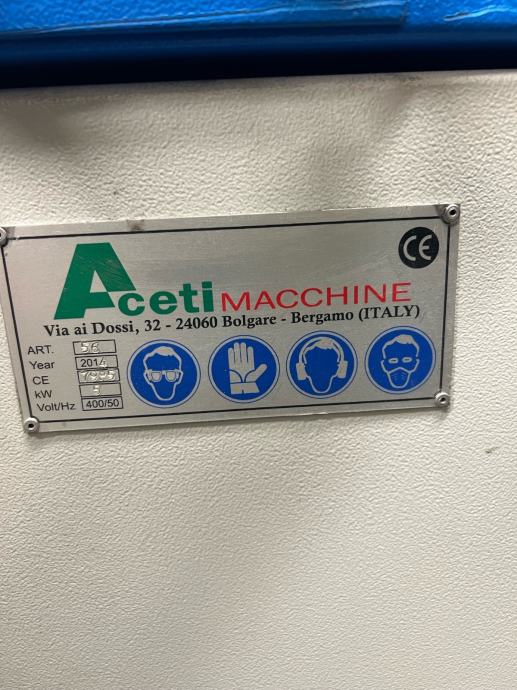 Aceti MACCHINE
CE
Via ai Dossi, 32 - 24060 Bolgare - Bergamo (ITALY)
ART. 56
Year 2014
CE 7995
kW
Volt/Hz 400/50